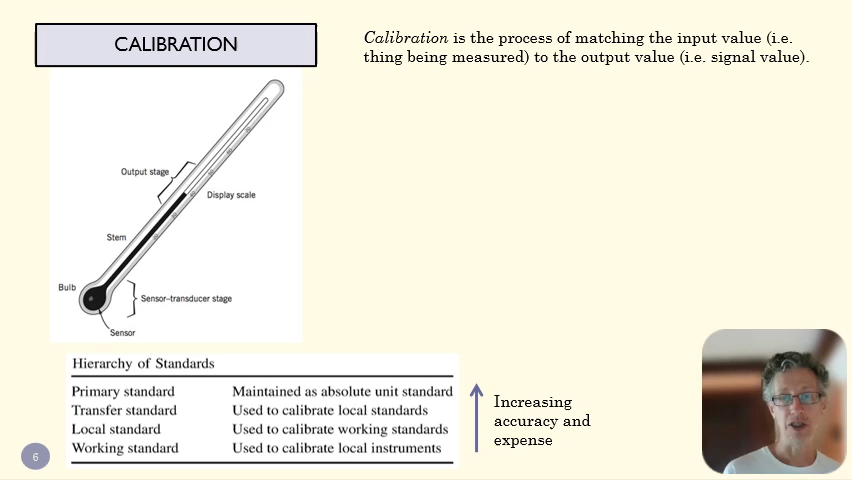 CALIBRATION
Calibration is the process of matching the input value (i.e.
thing being measured) to the output value (i.e. signal value).
Output stage
Display scale
Stem
Bulb
Sensor–transducer stage
Sensor
Hierarchy of Standards
Primary standard Maintained as absolute unit standard
Transfer standard Used to calibrate local standards
Local standard Used to calibrate working standards
Working standard Used to calibrate local instruments
Increasing
accuracy and
expense
6